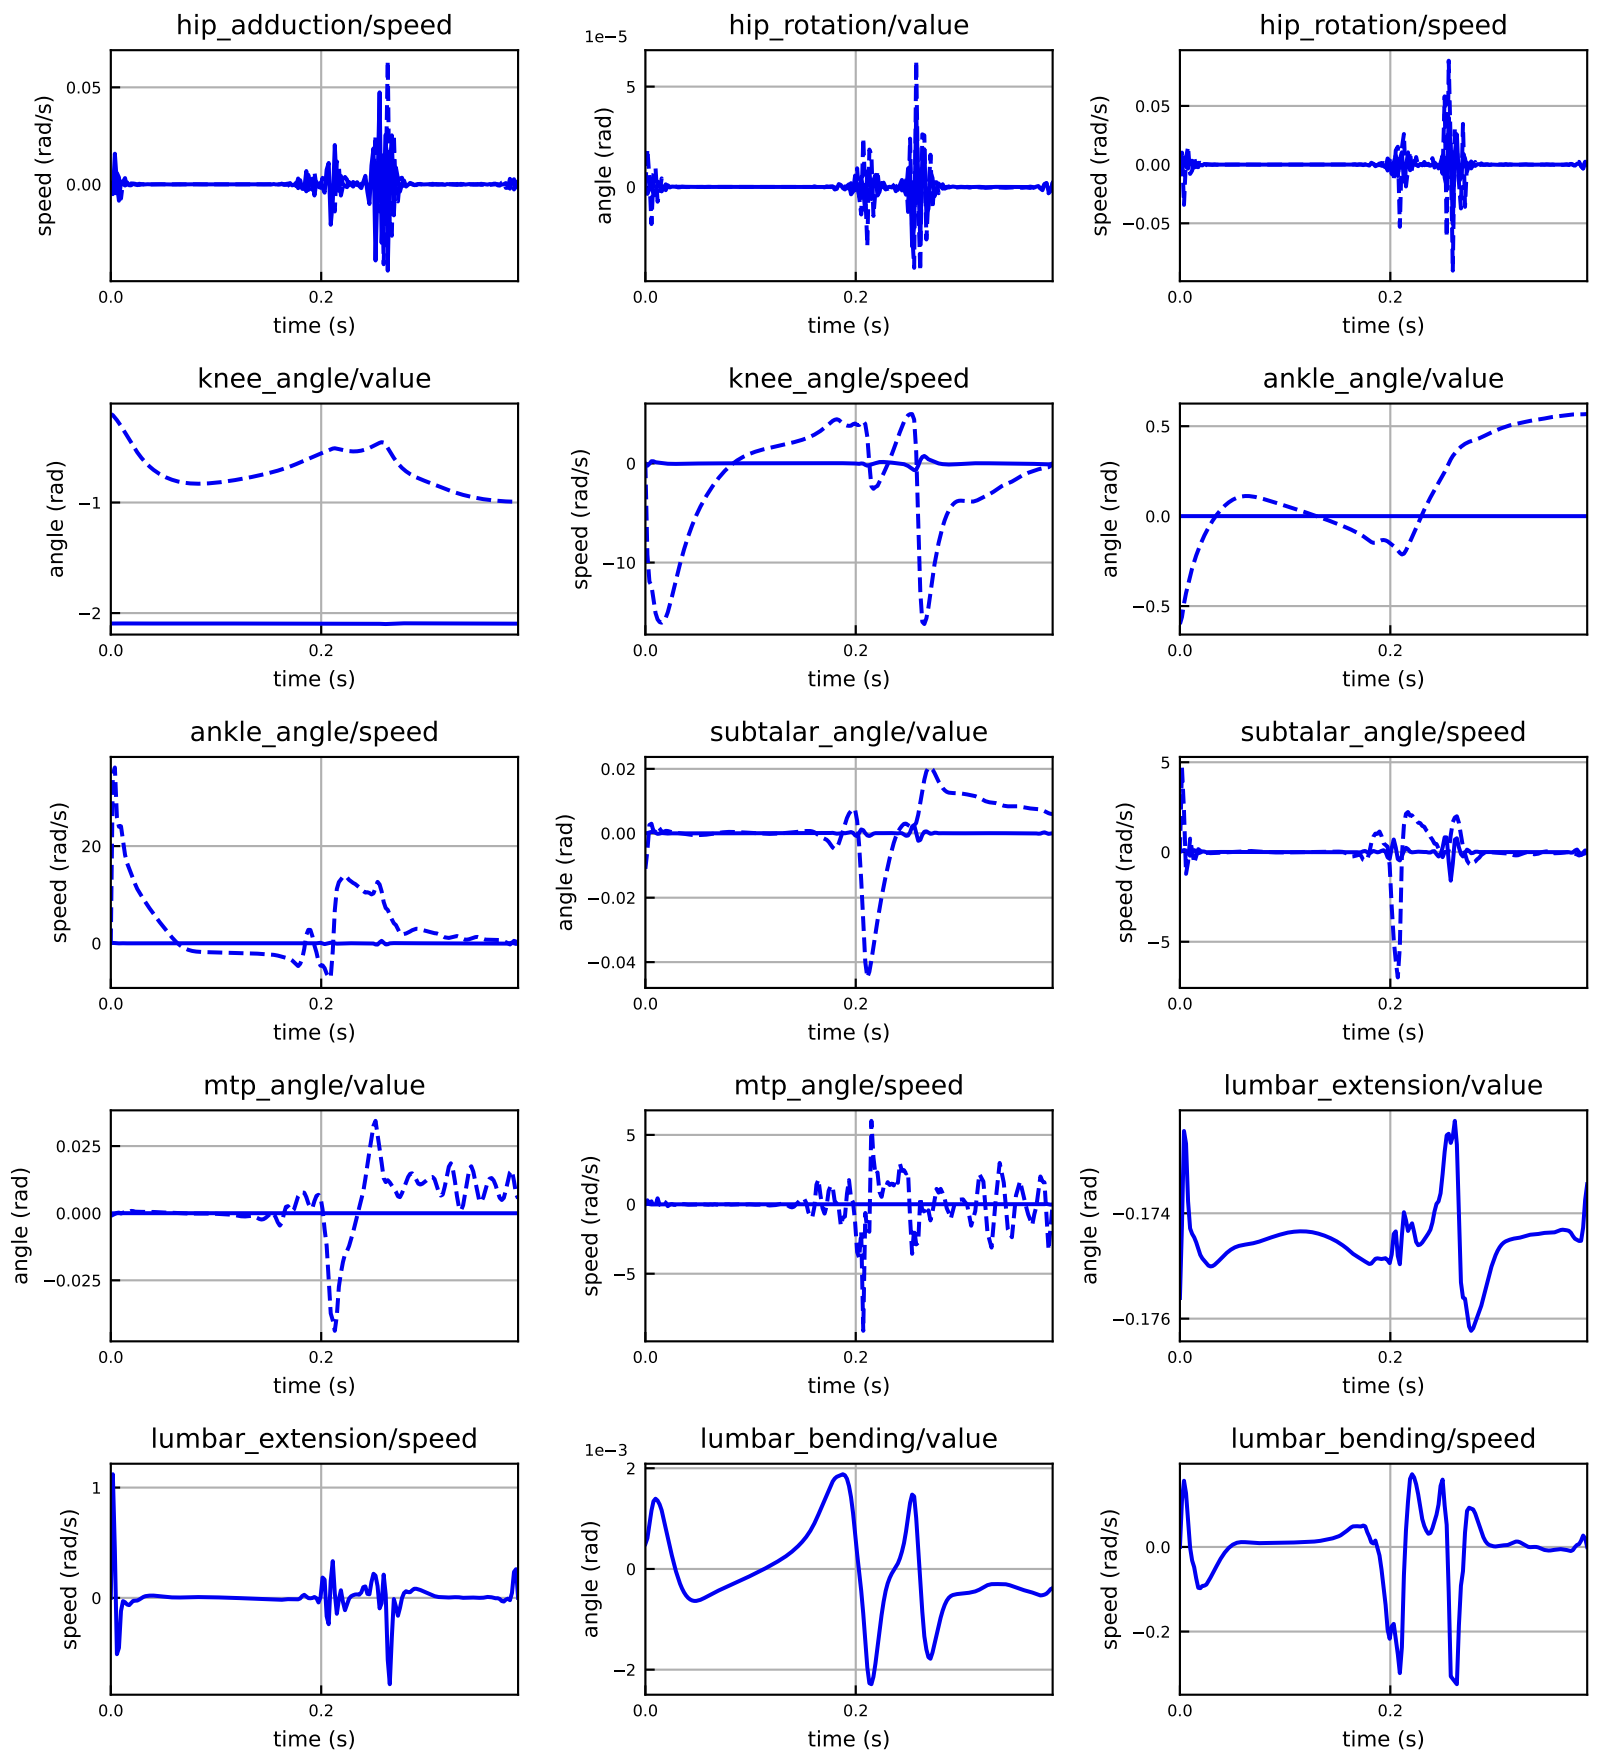 hip_adduction/speed
speed (rad/s)
0.05
0.00
0.0
0.2
time (s)
hip_rotation/value
1e−5
angle (rad)
5
0
0.0
0.2
time (s)
hip_rotation/speed
speed (rad/s)
0.05
0.00
−0.05
0.0
0.2
time (s)
knee_angle/value
angle (rad)
−1
−2
0.0
0.2
time (s)
knee_angle/speed
speed (rad/s)
0
−10
0.0
0.2
time (s)
ankle_angle/value
angle (rad)
0.5
0.0
−0.5
0.0
0.2
time (s)
ankle_angle/speed
speed (rad/s)
20
0
0.0
0.2
time (s)
subtalar_angle/value
angle (rad)
0.02
0.00
−0.02
−0.04
0.0
0.2
time (s)
subtalar_angle/speed
speed (rad/s)
5
0
−5
0.0
0.2
time (s)
mtp_angle/value
angle (rad)
0.025
0.000
−0.025
0.0
0.2
time (s)
mtp_angle/speed
speed (rad/s)
5
0
−5
0.0
0.2
time (s)
lumbar_extension/value
angle (rad)
−0.174
−0.176
0.0
0.2
time (s)
lumbar_extension/speed
speed (rad/s)
1
0
0.0
0.2
time (s)
lumbar_bending/value
1e−3
angle (rad)
2
0
−2
0.0
0.2
time (s)
lumbar_bending/speed
speed (rad/s)
0.0
−0.2
0.0
0.2
time (s)